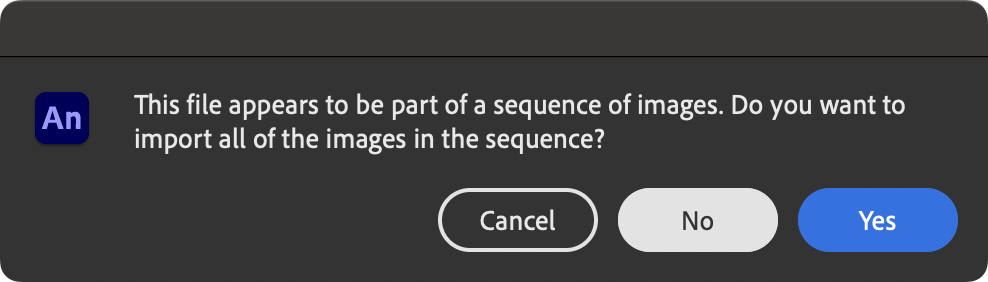 An
This file appears to be part of a sequence of images. Do you want to
import all of the images in the sequence?
Cancel
No
Yes